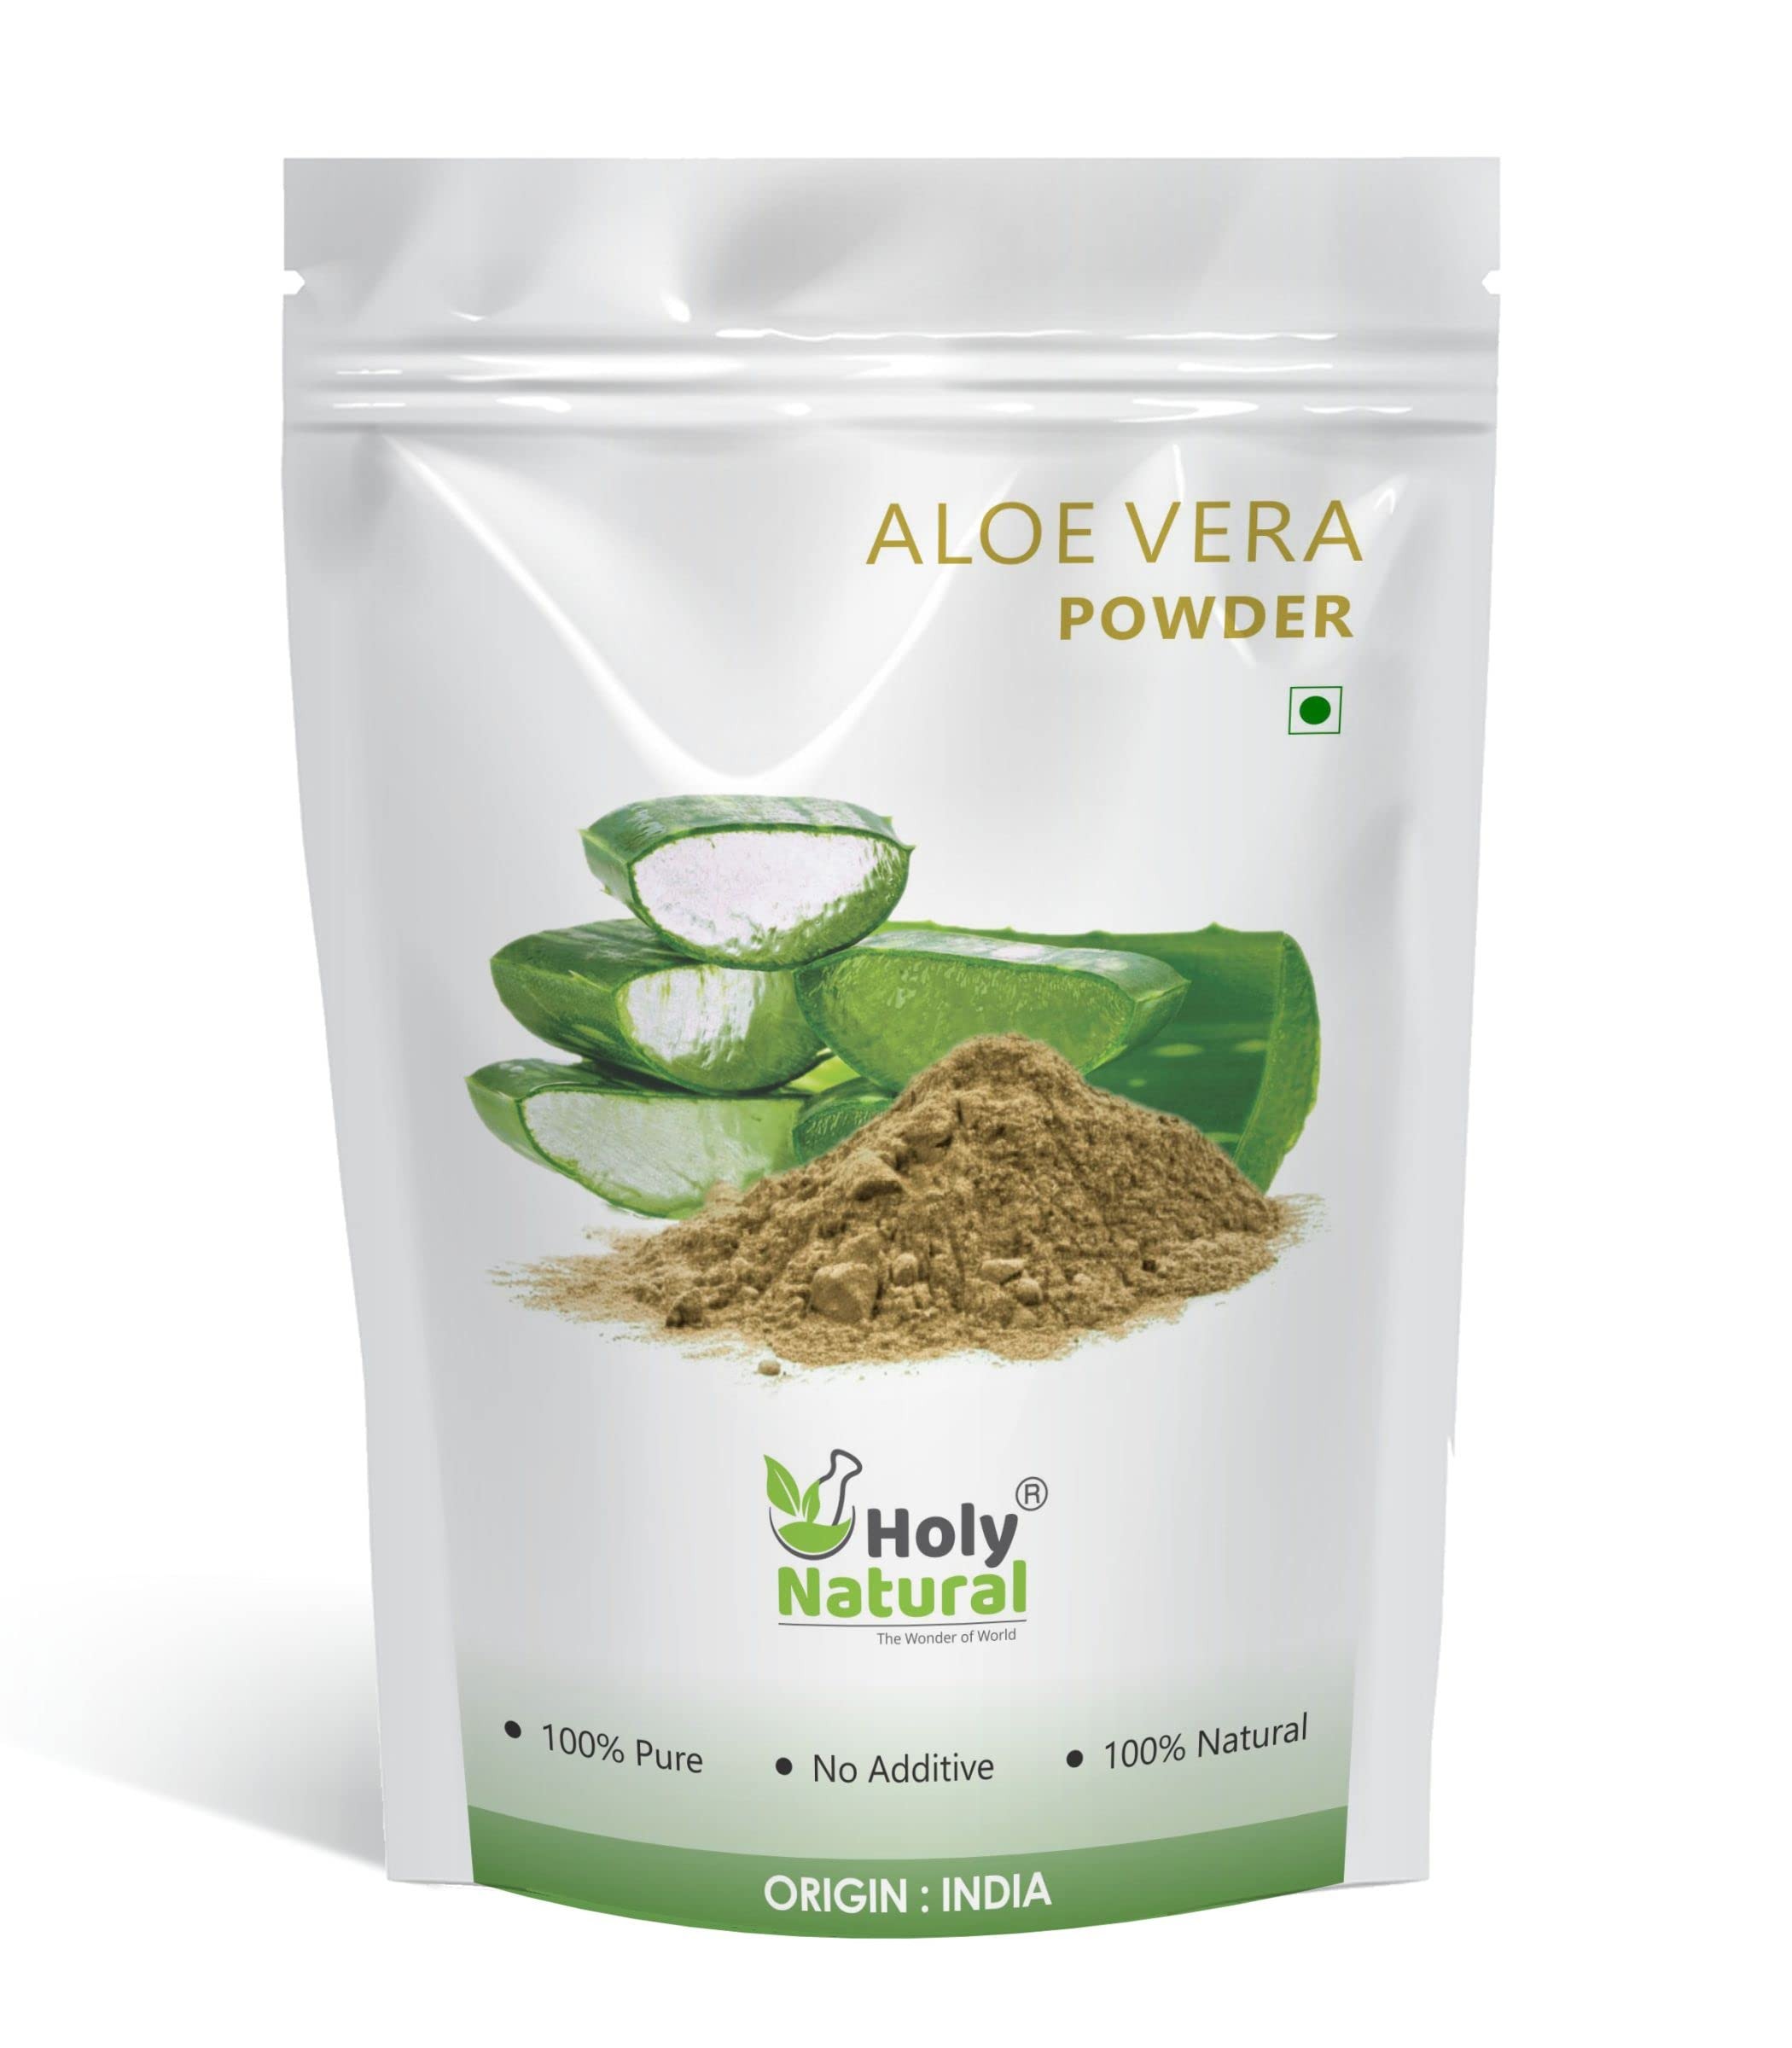 ALOE VERA
POWDER
Holy®
Natural
The Wonder of World
• 100% Pure • No Additive • 100% Natural
ORIGIN : INDIA